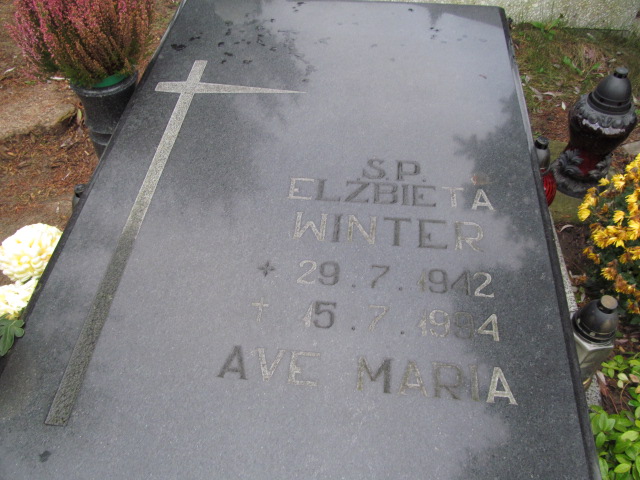 S.P.
ELŻBIETA
WINTER
29.7.1942
† 15.7.1994
AVE MARIA